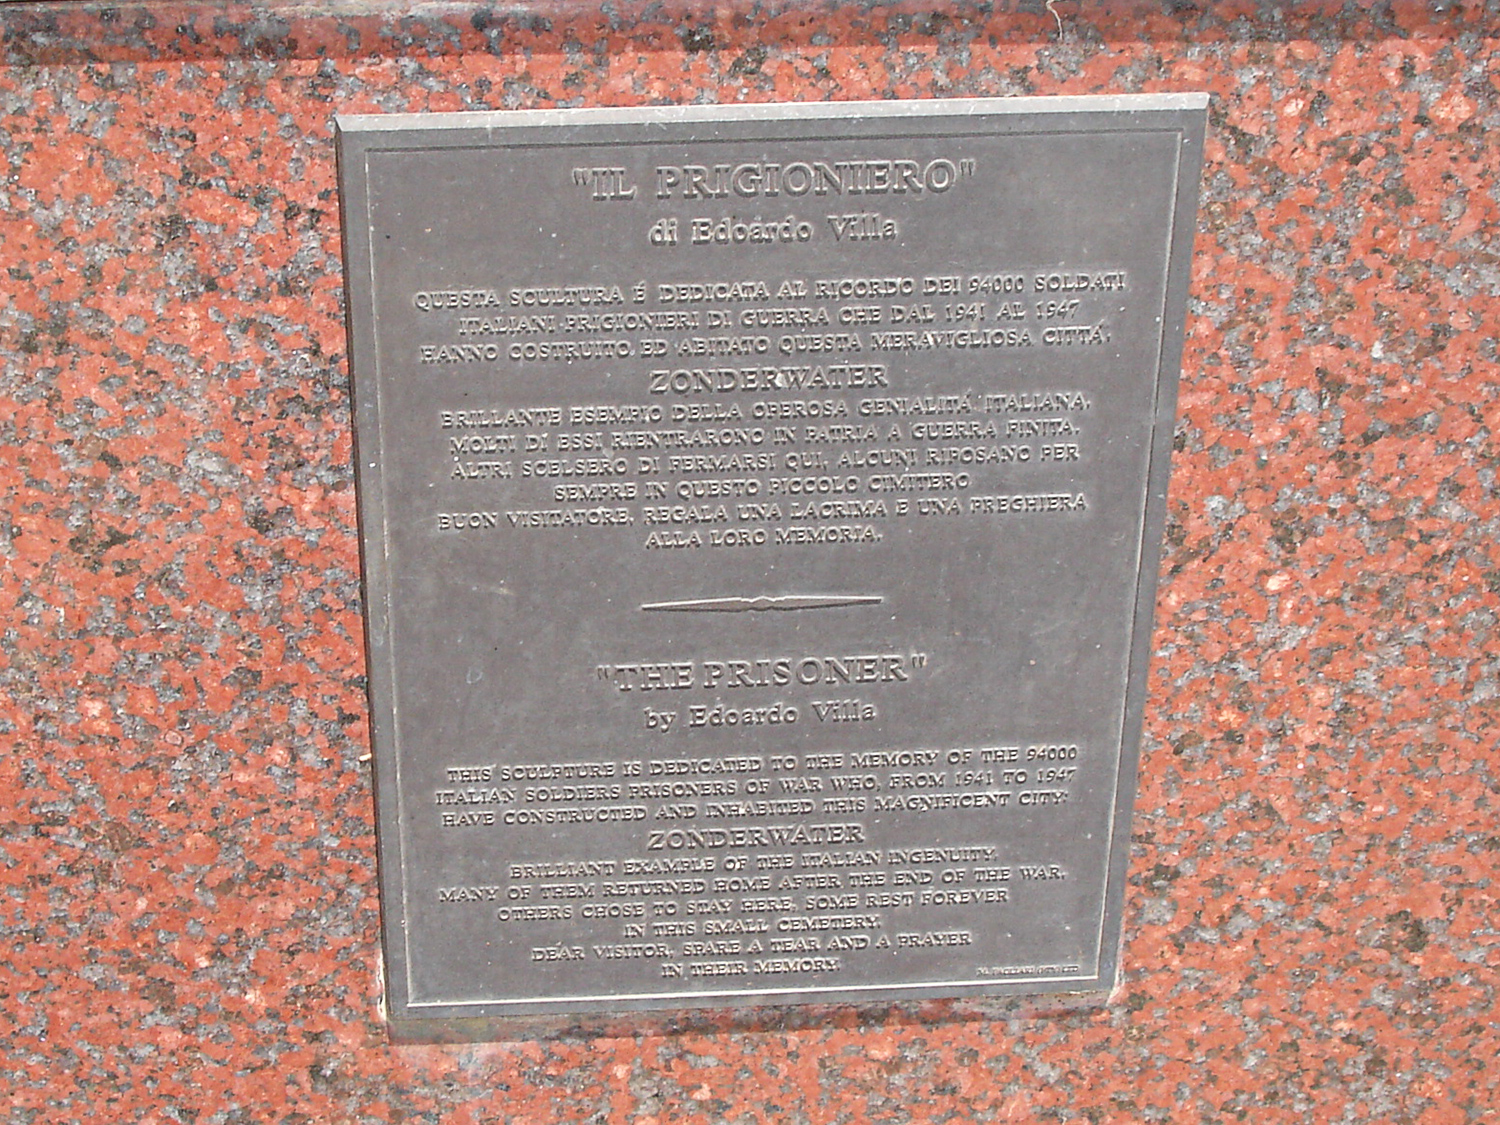 "IL PRIGIONIERO"
di Edoardo Villa
QUESTA SCULTURA É DEDICATA AL RICORDO DEI 94000 SOLDATI
ITALIANI PRIGIONIERI DI GUERRA CHE DAL 1941 AL 1947
HANNO COSTRUITO ED ABITATO QUESTA MERAVIGLIOSA CITTÁ.
ZONDERWATER
BRILLANTE ESEMPIO DELLA OPEROSA GENIALITÁ ITALIANA.
MOLTI DI ESSI RIENTRARONO IN PATRIA A GUERRA FINITA.
ALTRI SCELSERO DI FERMARSI QUI, ALCUNI RIPOSANO PER
SEMPRE IN QUESTO PICCOLO CIMITERO
BUON VISITATORE, REGALA UNA LACRIMA E UNA PREGHIERA
ALLA LORO MEMORIA.
"THE PRISONER"
by Edoardo Villa
THIS SCULPTURE IS DEDICATED TO THE MEMORY OF THE 94000
ITALIAN SOLDIERS PRISONERS OF WAR WHO, FROM 1941 TO 1947
HAVE CONSTRUCTED AND INHABITED THIS MAGNIFICENT CITY.
ZONDERWATER
BRILLIANT EXAMPLE OF THE ITALIAN INGENUITY.
MANY OF THEM RETURNED HOME AFTER THE END OF THE WAR.
OTHERS CHOSE TO STAY HERE, SOME REST FOREVER
IN THIS SMALL CEMETERY.
DEAR VISITOR, SPARE A TEAR AND A PRAYER
IN THEIR MEMORY.